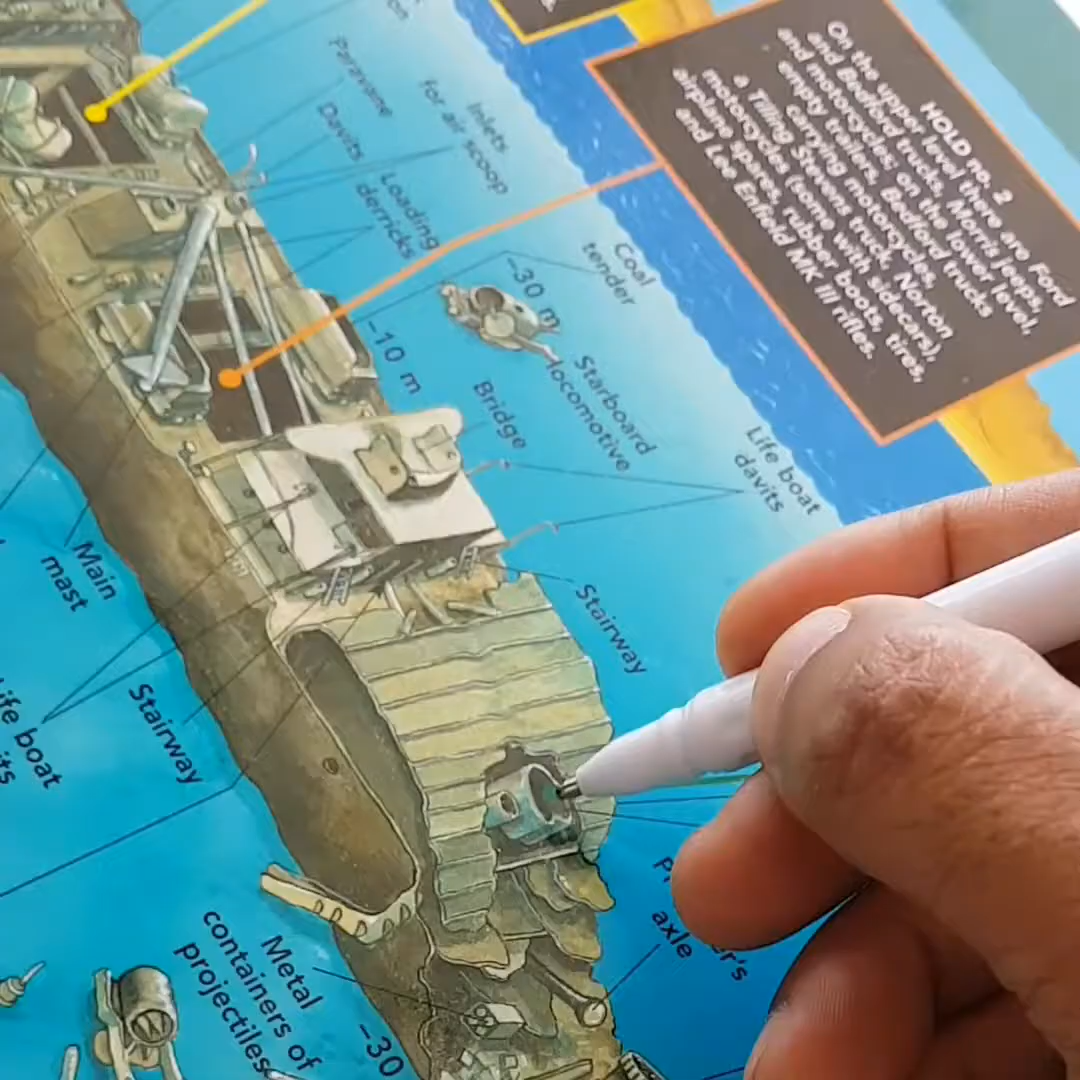 HOLD no. 2
On the upper level there are Ford
and Bedford trucks, Morris jeeps,
and motorcycles; on the lower level,
empty trailers, Bedford trucks
carrying motorcycles,
a Tilling Stevens truck, Norton
motorcycles (some with sidecars),
airplane spares, rubber boots, tires,
and Lee Enfield MK III rifles.
Paravane
Davits
Inlets
for air scoop
Loading
derricks
Coal
tender
-30 m
-10 m
Starboard
locomotive
Bridge
Life boat
davits
Stairway
Main
mast
Stairway
Life boat
axle
Metal
containers of
projectiles
-30